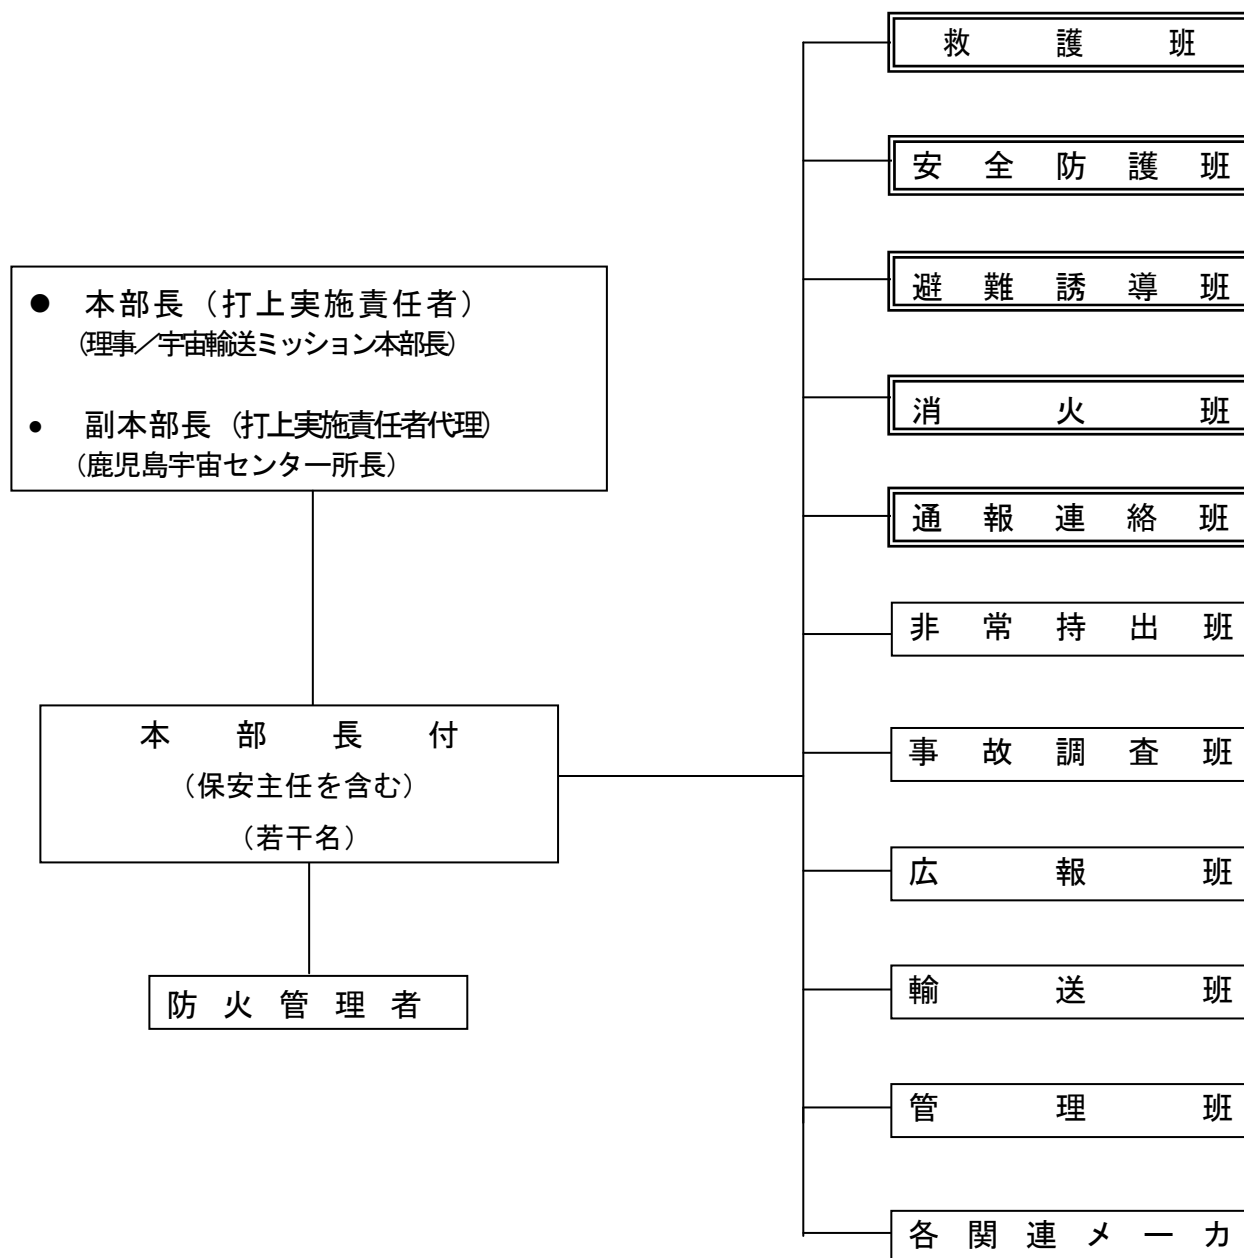 ● 本部長（打上実施責任者）
（理事／宇宙輸送ミッション本部長）
● 副本部長（打上実施責任者代理）
（鹿児島宇宙センター所長）
本部長付
（保安主任を含む）
（若干名）
防火管理者
救護班
安全防護班
避難誘導班
消火班
通報連絡班
非常持出班
事故調査班
広報班
輸送班
管理班
各関連メーカ